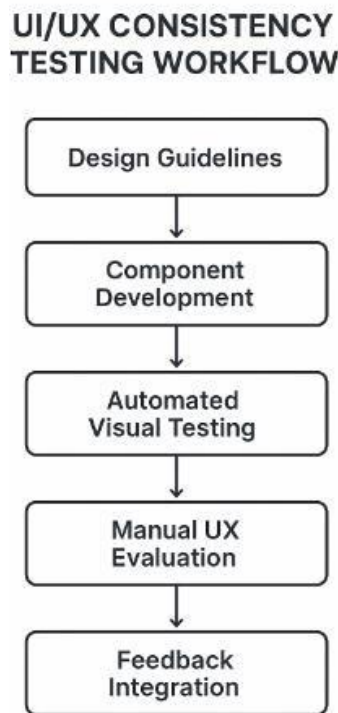 UI/UX CONSISTENCY
TESTING WORKFLOW
Design Guidelines
Component
Development
Automated
Visual Testing
Manual UX
Evaluation
Feedback
Integration